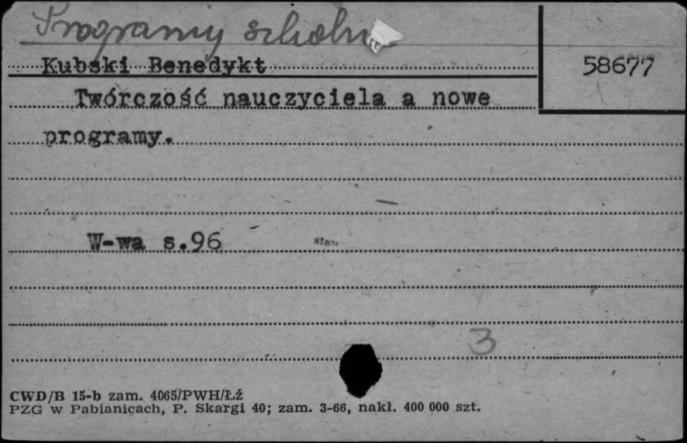 Programy szkolne
Kubski Benedykt
58677
Twórczość nauczyciela a nowe
programy.
W-wa s.96
3
CWD/B 15-b zam. 4065/PWH/Łź
PZG w Pabianicach, P. Skargi 40; zam. 3-66, nakł. 400 000 szt.